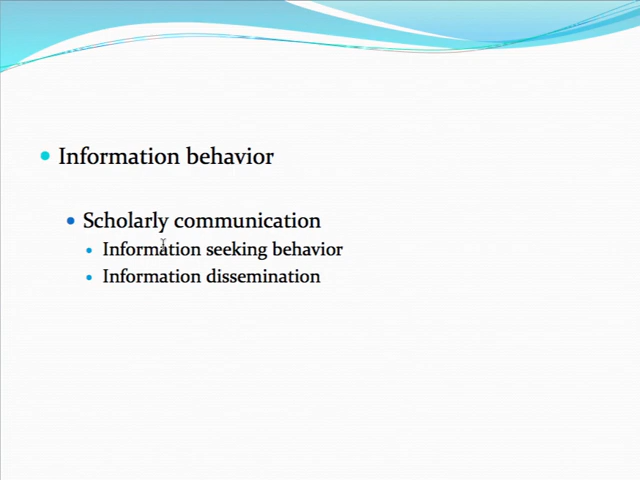 Information behavior
Scholarly communication
Information seeking behavior
Information dissemination